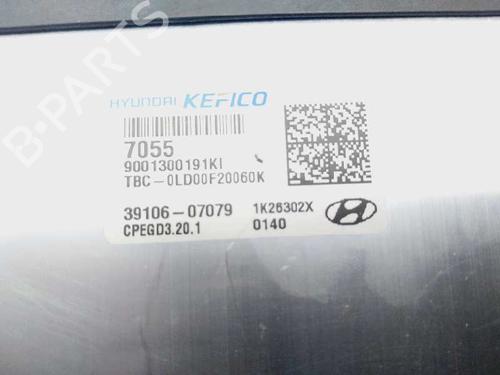 B-PARTS
HYUNDAI KEFICO
7055
9001300191KI
TBC-0LD00F20060K
39106-07079 1K26302X
CPEGD3.20.1 0140